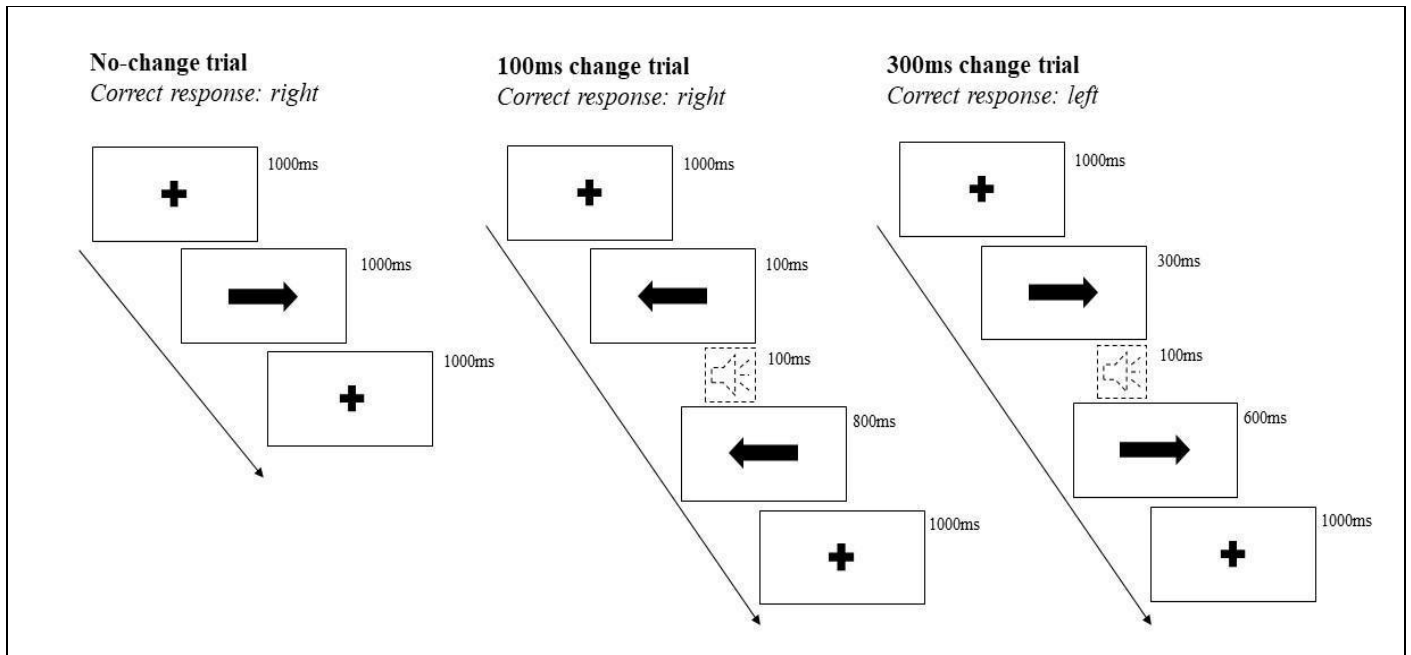 No-change trial
Correct response: right
1000ms
1000ms
1000ms
100ms change trial
Correct response: right
1000ms
100ms
100ms
800ms
1000ms
300ms change trial
Correct response: left
1000ms
300ms
100ms
600ms
1000ms